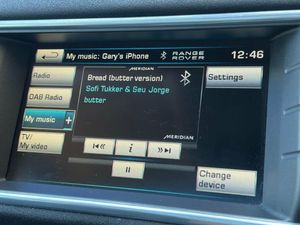 My music: Gary's iPhone
RANGE ROVER
12:46
Radio
MERIDIAN
Bread (butter version)
Settings
Sofi Tukker & Seu Jorge
DAB Radio
butter
My music +
MERIDIAN
TV/
My video
i
Change
device